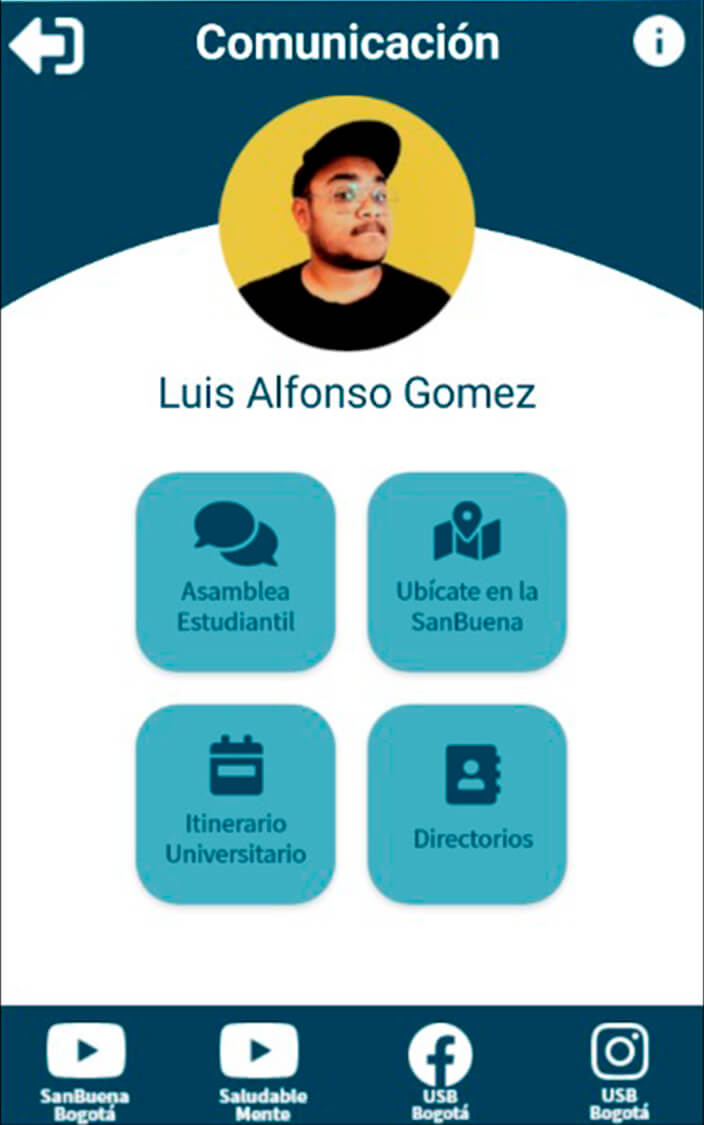 Comunicación
Luis Alfonso Gomez
Asamblea
Estudiantil
Ubícate en la
SanBuena
Itinerario
Universitario
Directorios
SanBuena
Bogotá
Saludable
Mente
USB
Bogotá
USB
Bogotá